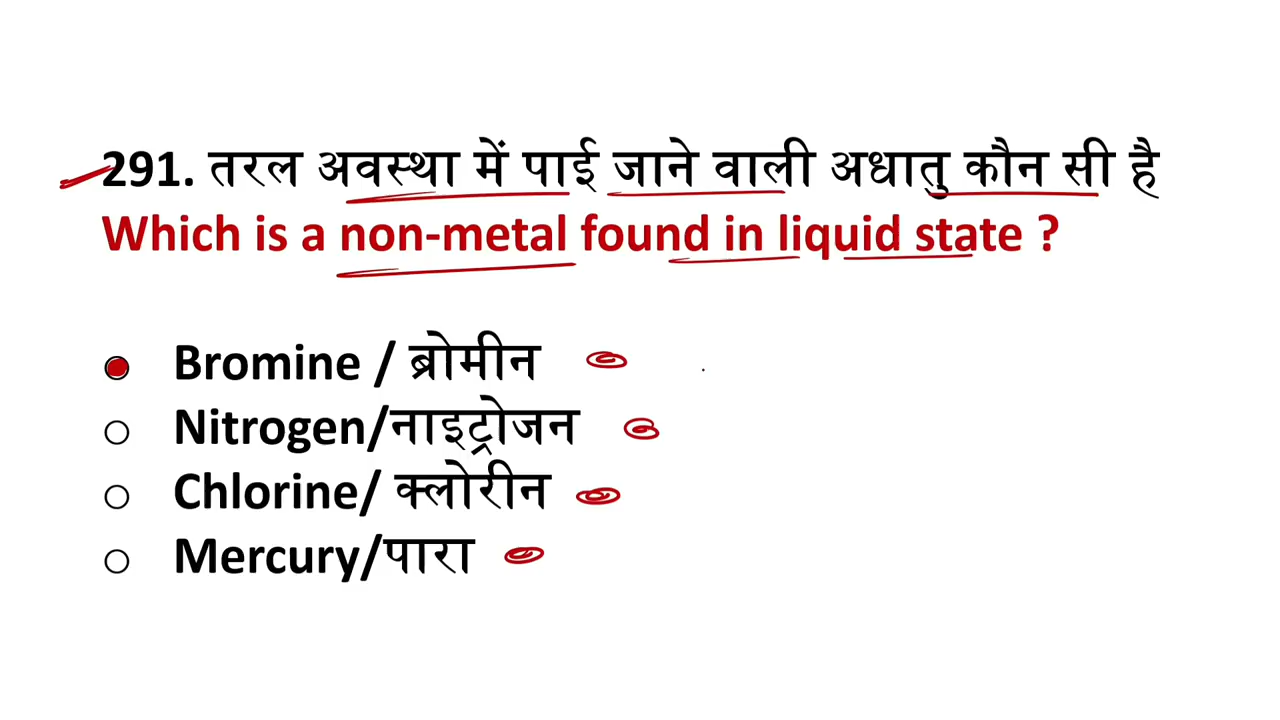 291. तरल अवस्था में पाई जाने वाली अधातु कौन सी है
Which is a non-metal found in liquid state ?
Bromine / ब्रोमीन
Nitrogen/नाइट्रोजन
Chlorine/ क्लोरीन
Mercury/पारा